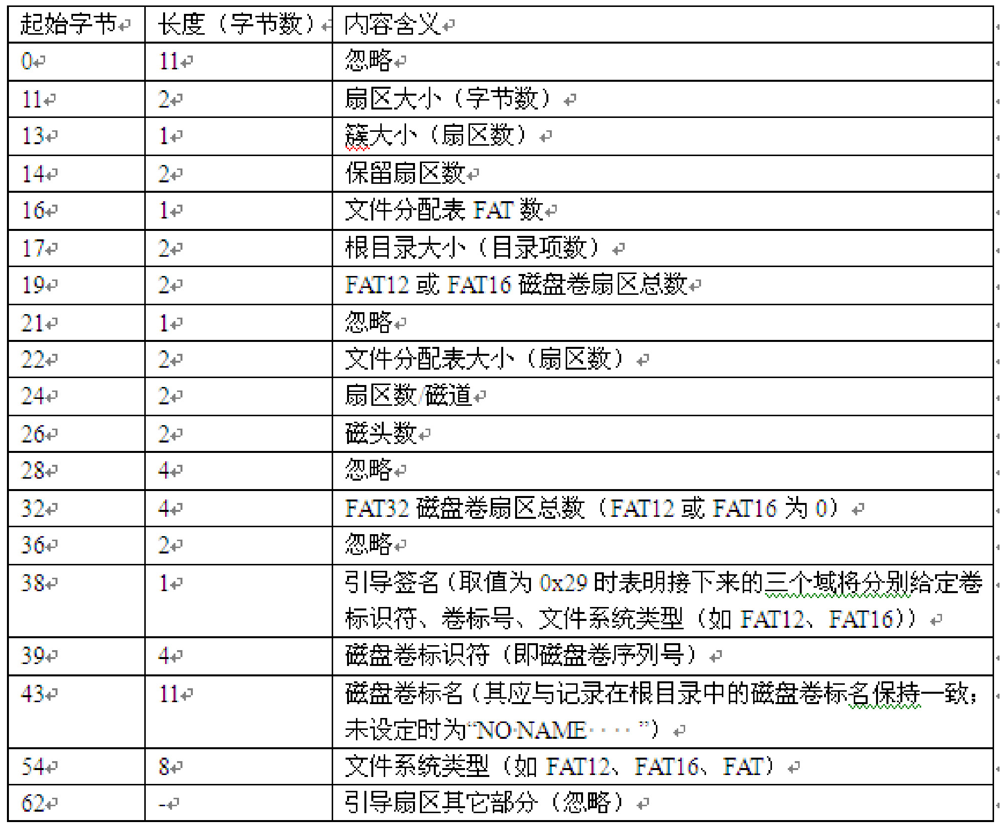 起始字节 长度（字节数） 内容含义
0 11 忽略
11 2 扇区大小（字节数）
13 1 簇大小（扇区数）
14 2 保留扇区数
16 1 文件分配表 FAT 数
17 2 根目录大小（目录项数）
19 2 FAT12 或 FAT16 磁盘卷扇区总数
21 1 忽略
22 2 文件分配表大小（扇区数）
24 2 扇区数/磁道
26 2 磁头数
28 4 忽略
32 4 FAT32 磁盘卷扇区总数（FAT12 或 FAT16 为 0）
36 2 忽略
38 1 引导签名（取值为 0x29 时表明接下来的三个域将分别给定卷
标识符、卷标号、文件系统类型（如 FAT12、FAT16））
39 4 磁盘卷标识符（即磁盘卷序列号）
43 11 磁盘卷标名（其应与记录在根目录中的磁盘卷标名保持一致；
未设定时为“NO·NAME····”）
54 8 文件系统类型（如 FAT12、FAT16、FAT）
62 - 引导扇区其它部分（忽略）